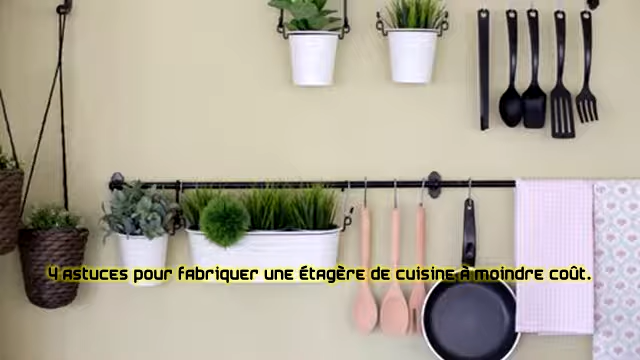 4 astuces pour fabriquer une étagère de cuisine à moindre coût.